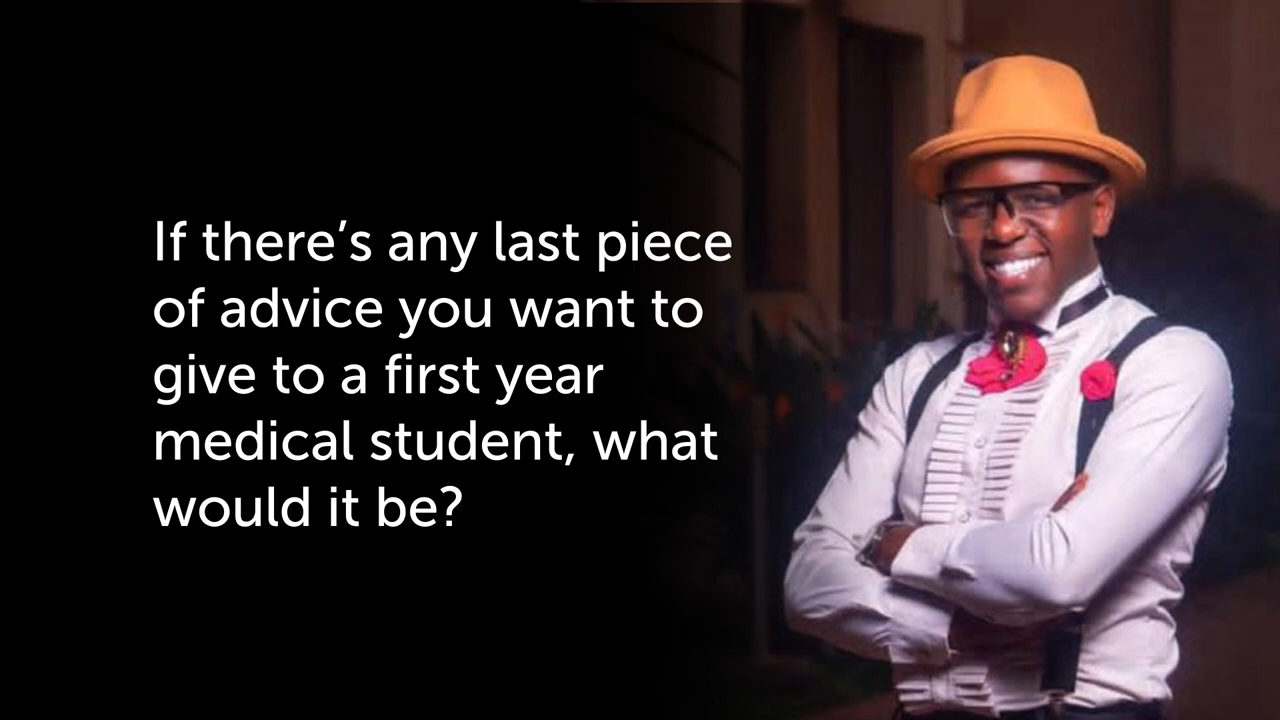 If there’s any last piece
of advice you want to
give to a first year
medical student, what
would it be?